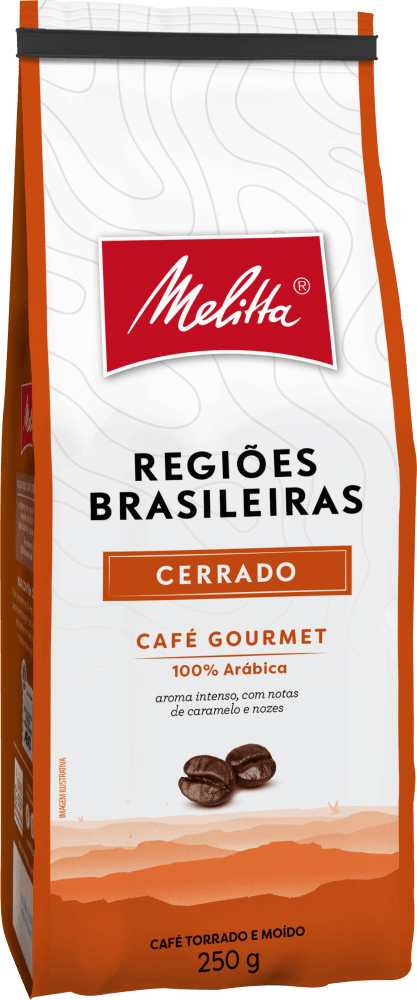 Melitta®
REGIÕES
BRASILEIRAS
CERRADO
CAFÉ GOURMET
100% Arábica
aroma intenso, com notas
de caramelo e nozes
IMAGEM ILUSTRATIVA
CAFÉ TORRADO E MOÍDO
250 g